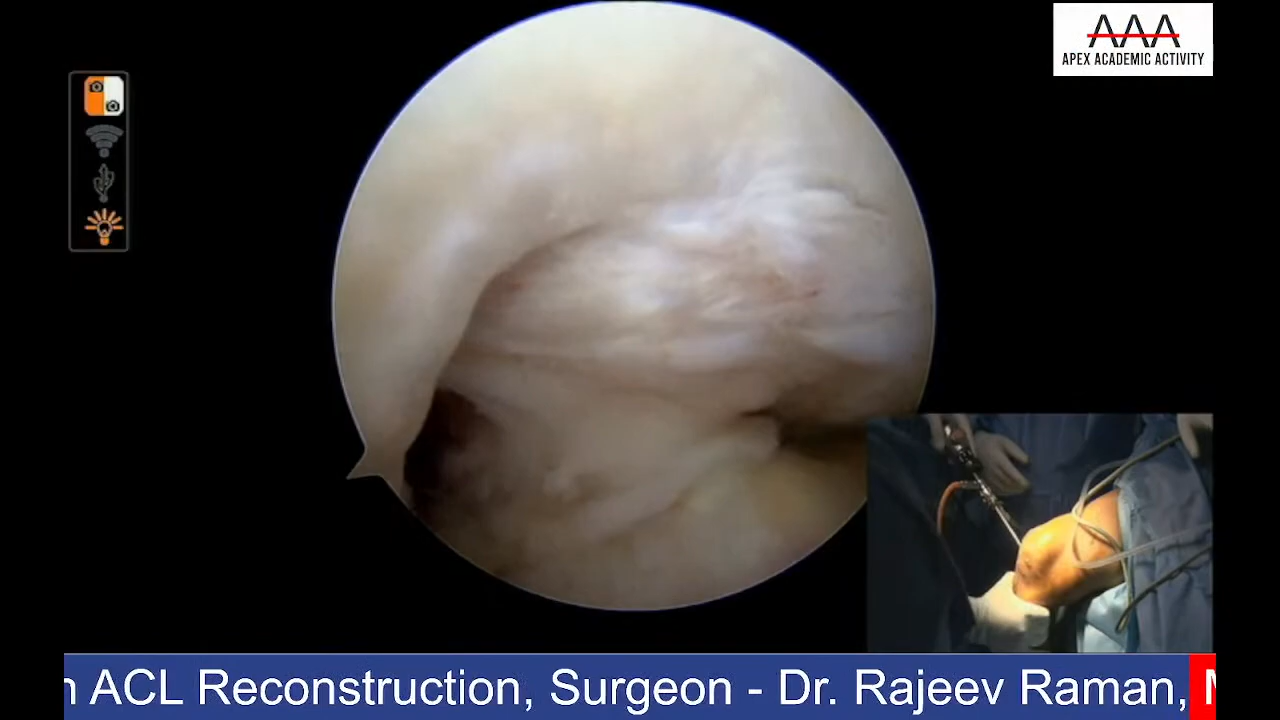 AAA
APEX ACADEMIC ACTIVITY
ACL Reconstruction, Surgeon - Dr. Rajeev Raman,